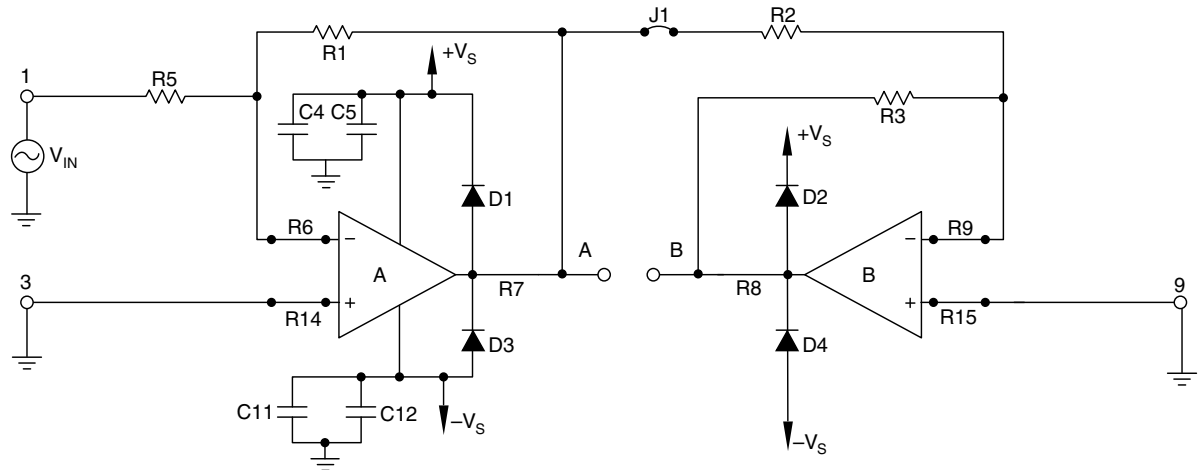 J1
R2
R1
+VS
1
R5
R3
C4
C5
+VS
VIN
D1
D2
R6
−
A
B
−
R9
A
B
3
R7
R8
9
R14
+
+
R15
D3
D4
C11
C12
−VS
−VS